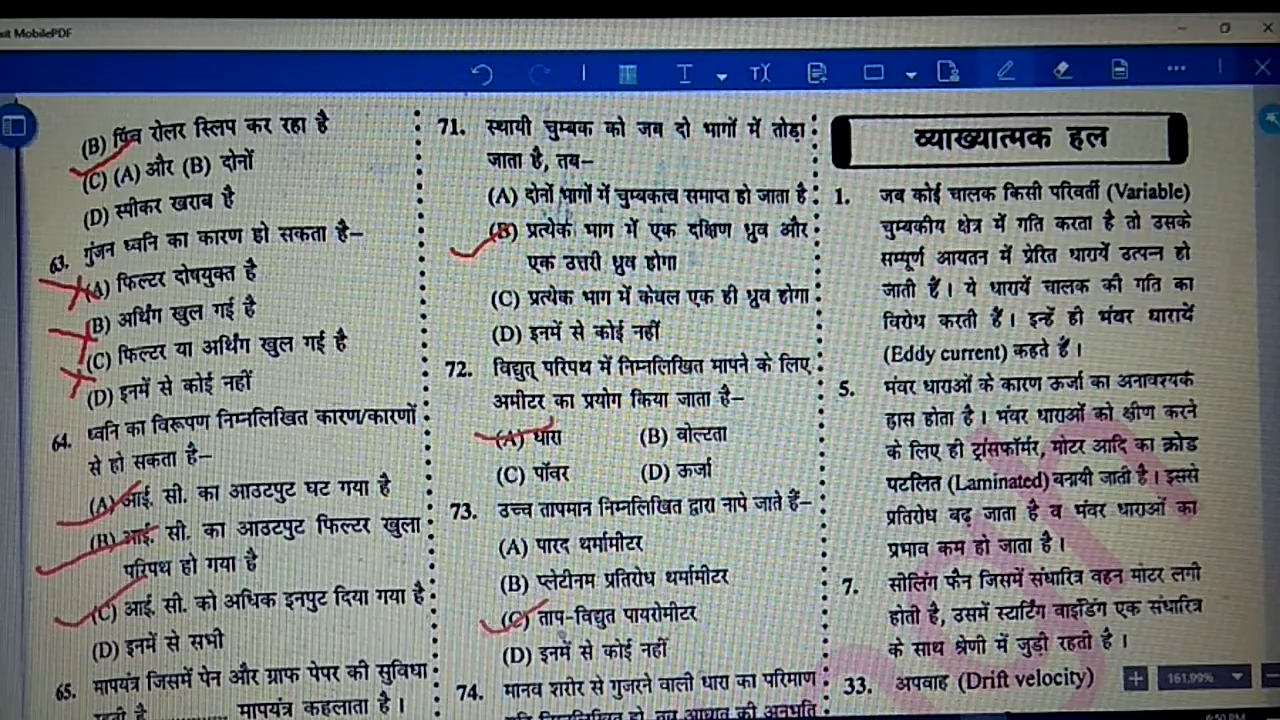 sit MobilePDF
(B) पिंच रोलर स्लिप कर रहा है
(C) (A) और (B) दोनों
(D) स्पीकर खराब है
63. गुंजन ध्वनि का कारण हो सकता है–
(A) फिल्टर दोषयुक्त है
(B) अर्थिंग खुल गई है
(C) फिल्टर या अर्थिंग खुल गई है
(D) इनमें से कोई नहीं
64. ध्वनि का विरूपण निम्नलिखित कारण/कारणों
से हो सकता है–
(A) आई. सी. का आउटपुट घट गया है
(B) आई. सी. का आउटपुट फिल्टर खुला
परिपथ हो गया है
(C) आई. सी. को अधिक इनपुट दिया गया है
(D) इनमें से सभी
65. मापयंत्र जिसमें पेन और ग्राफ पेपर की सुविधा
रहती है ............ मापयंत्र कहलाता है।
71. स्थायी चुम्बक को जब दो भागों में तोड़ा
जाता है, तब–
(A) दोनों भागों में चुम्बकत्व समाप्त हो जाता है
(B) प्रत्येक भाग में एक दक्षिण ध्रुव और
एक उत्तरी ध्रुव होगा
(C) प्रत्येक भाग में केवल एक ही ध्रुव होगा
(D) इनमें से कोई नहीं
72. विद्युत् परिपथ में निम्नलिखित मापने के लिए
अमीटर का प्रयोग किया जाता है–
(A) धारा (B) वोल्टता
(C) पॉवर (D) ऊर्जा
73. उच्च तापमान निम्नलिखित द्वारा नापे जाते हैं–
(A) पारद थर्मामीटर
(B) प्लेटीनम प्रतिरोध थर्मामीटर
(C) ताप-विद्युत पायरोमीटर
(D) इनमें से कोई नहीं
74. मानव शरीर से गुजरने वाली धारा का परिमाण
व्याख्यात्मक हल
1. जब कोई चालक किसी परिवर्ती (Variable)
चुम्बकीय क्षेत्र में गति करता है तो उसके
सम्पूर्ण आयतन में प्रेरित धारायें उत्पन्न हो
जाती हैं। ये धारायें चालक की गति का
विरोध करती हैं। इन्हें ही भंवर धारायें
(Eddy current) कहते हैं।
5. भंवर धाराओं के कारण ऊर्जा का अनावश्यक
ह्रास होता है। भंवर धाराओं को क्षीण करने
के लिए ही ट्रांसफॉर्मर, मोटर आदि का क्रोड
पटलित (Laminated) बनायी जाती है। इससे
प्रतिरोध बढ़ जाता है व भंवर धाराओं का
प्रभाव कम हो जाता है।
7. सीलिंग फैन जिसमें संधारित्र वहन मोटर लगी
होती है, उसमें स्टार्टिंग वाइंडिंग एक संधारित्र
के साथ श्रेणी में जुड़ी रहती है।
33. अपवाह (Drift velocity)
161.99%